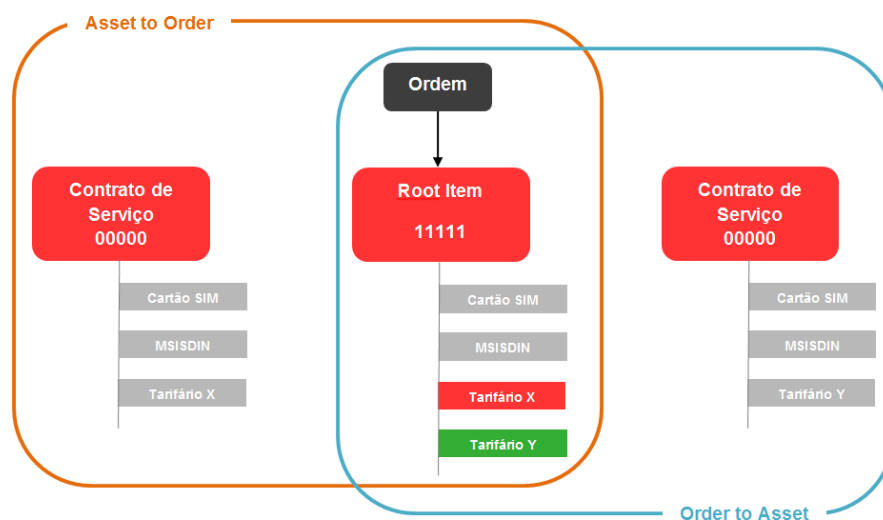 Asset to Order
Ordem
Contrato de
Serviço
00000
Cartão SIM
MSISDIN
Tarifário X
Root Item
11111
Cartão SIM
MSISDIN
Tarifário X
Tarifário Y
Contrato de
Serviço
00000
Cartão SIM
MSISDIN
Tarifário Y
Order to Asset